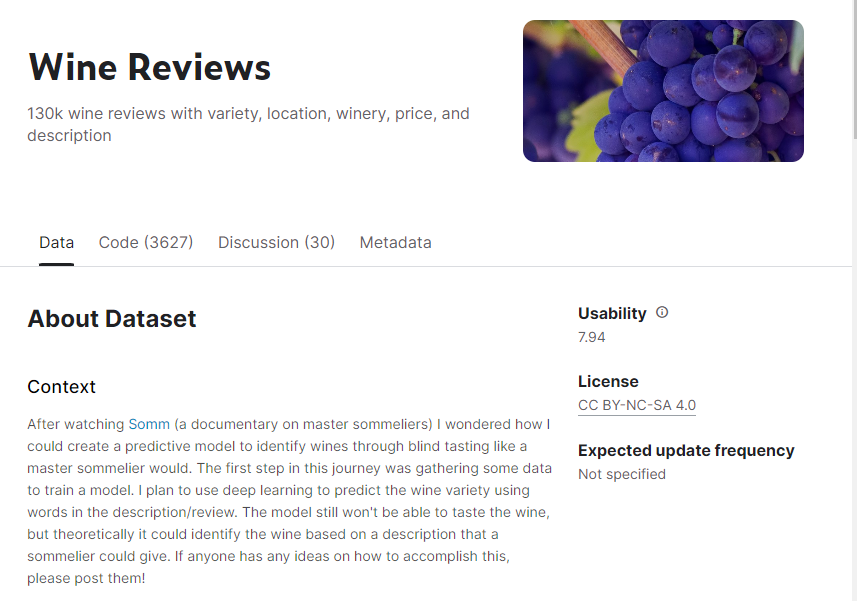 Wine Reviews
130k wine reviews with variety, location, winery, price, and
description
Data Code (3627) Discussion (30) Metadata
About Dataset
Context
After watching Somm (a documentary on master sommeliers) I wondered how I
could create a predictive model to identify wines through blind tasting like a
master sommelier would. The first step in this journey was gathering some data
to train a model. I plan to use deep learning to predict the wine variety using
words in the description/review. The model still won't be able to taste the wine,
but theoretically it could identify the wine based on a description that a
sommelier could give. If anyone has any ideas on how to accomplish this,
please post them!
Usability
7.94
License
CC BY-NC-SA 4.0
Expected update frequency
Not specified